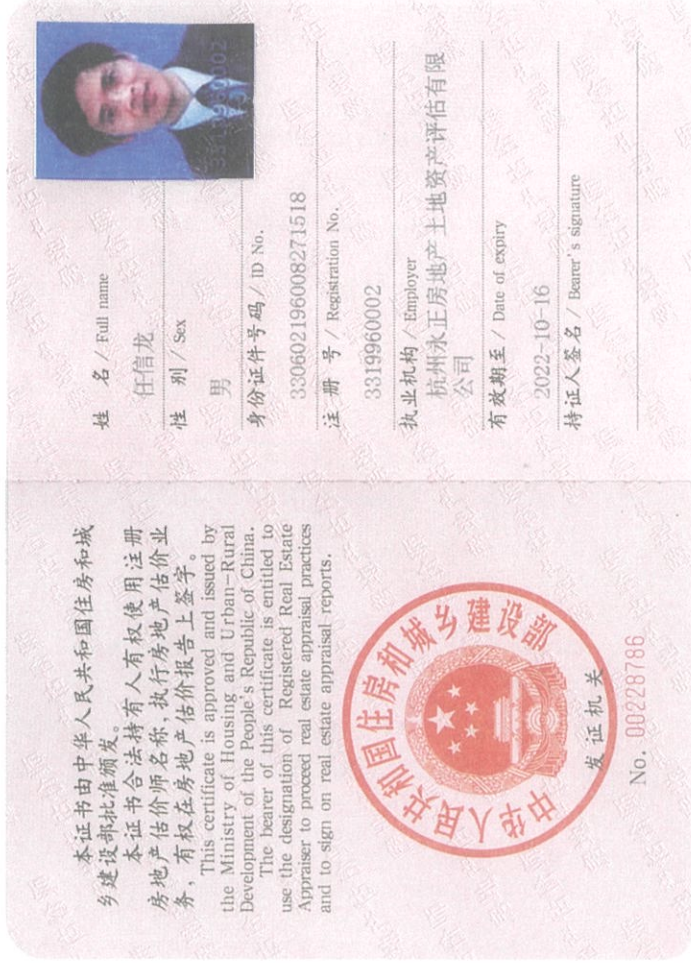 本证书由中华人民共和国住房和城
乡建设部批准颁发。
本证书合法持有人有权使用注册
房地产估价师名称,执行房地产估价业
务,有权在房地产估价报告上签字。
This certificate is approved and issued by
the Ministry of Housing and Urban-Rural
Development of the People's Republic of China.
The bearer of this certificate is entitled to
use the designation of Registered Real Estate
Appraiser to proceed real estate appraisal practices
and to sign on real estate appraisal reports.
中华人民共和国住房和城乡建设部
发证机关
No. 00228786
姓 名 / Full name
任信龙
性 别 / Sex
男
身份证件号码 / ID No.
330602196008271518
注 册 号 / Registration No.
3319960002
执业机构 / Employer
杭州永正房地产土地资产评估有限
公司
有效期至 / Date of expiry
2022-10-16
持证人签名 / Bearer's signature
3319960002